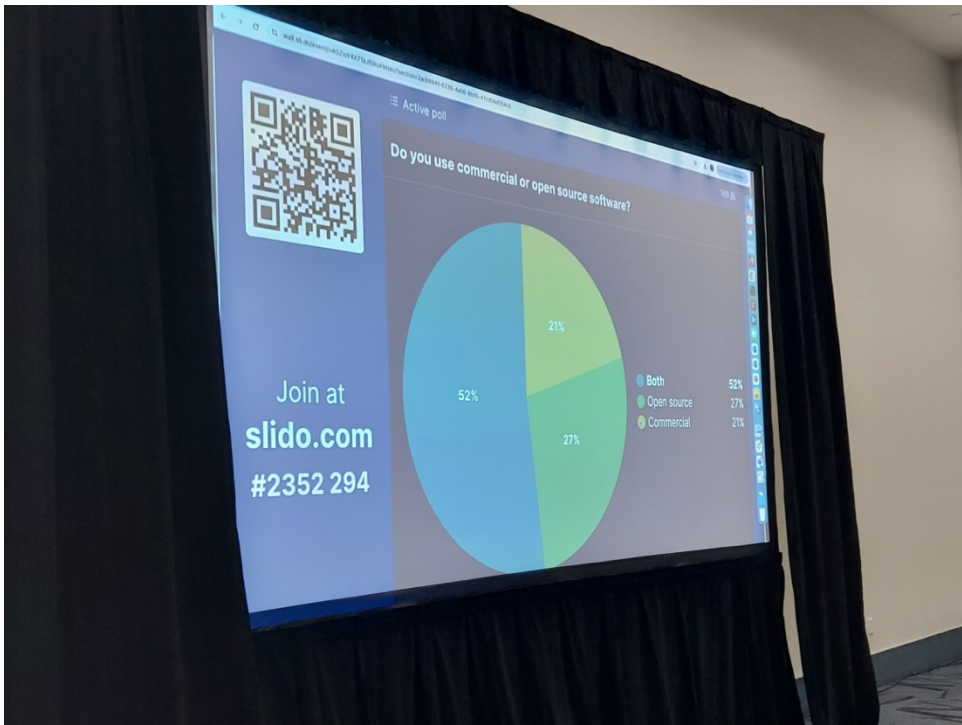 Active poll
Do you use commercial or open source software?
21%
52%
27%
Both 52%
Open source 27%
Commercial 21%
Join at
slido.com
#2352 294